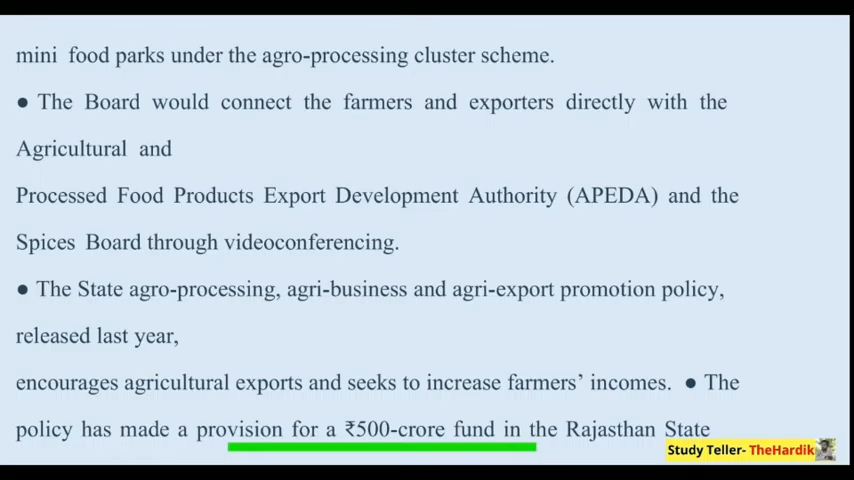 mini food parks under the agro-processing cluster scheme.
● The Board would connect the farmers and exporters directly with the
Agricultural and
Processed Food Products Export Development Authority (APEDA) and the
Spices Board through videoconferencing.
● The State agro-processing, agri-business and agri-export promotion policy,
released last year,
encourages agricultural exports and seeks to increase farmers’ incomes. ● The
policy has made a provision for a ₹500-crore fund in the Rajasthan State
Study Teller- TheHardik